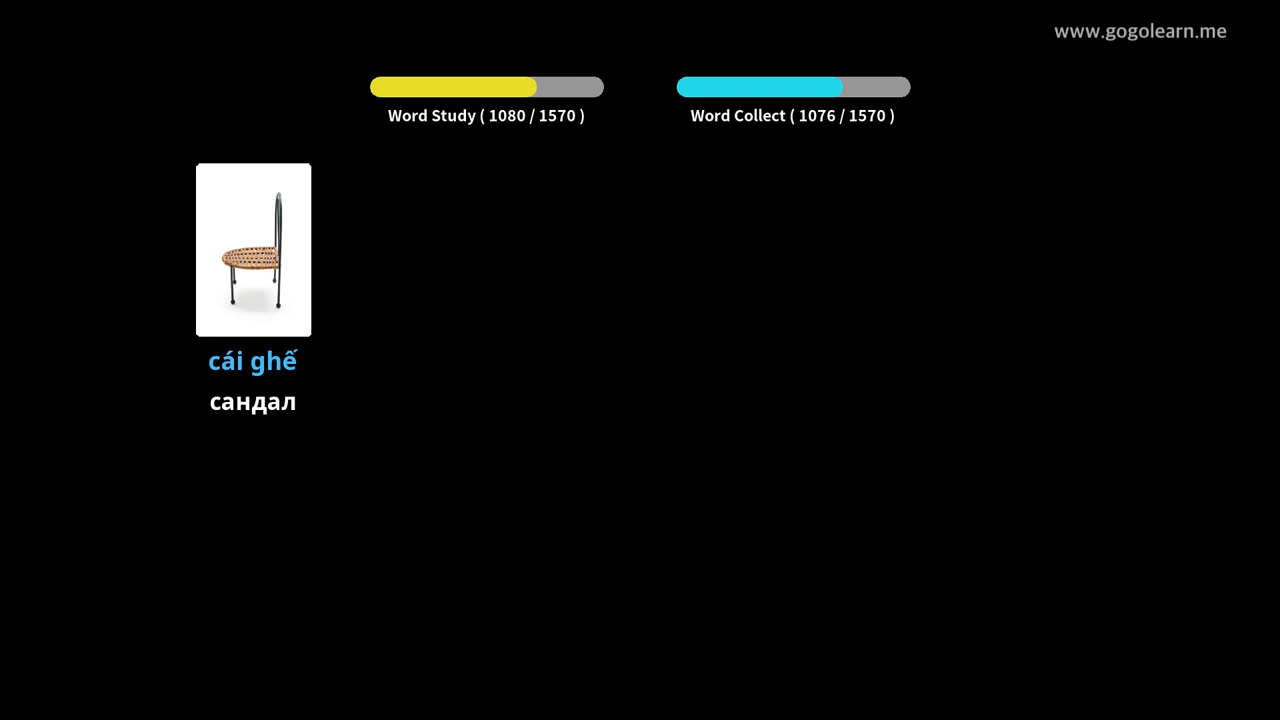 www.gogolearn.me
Word Study ( 1080 / 1570 )
Word Collect ( 1076 / 1570 )
cái ghế
сандал